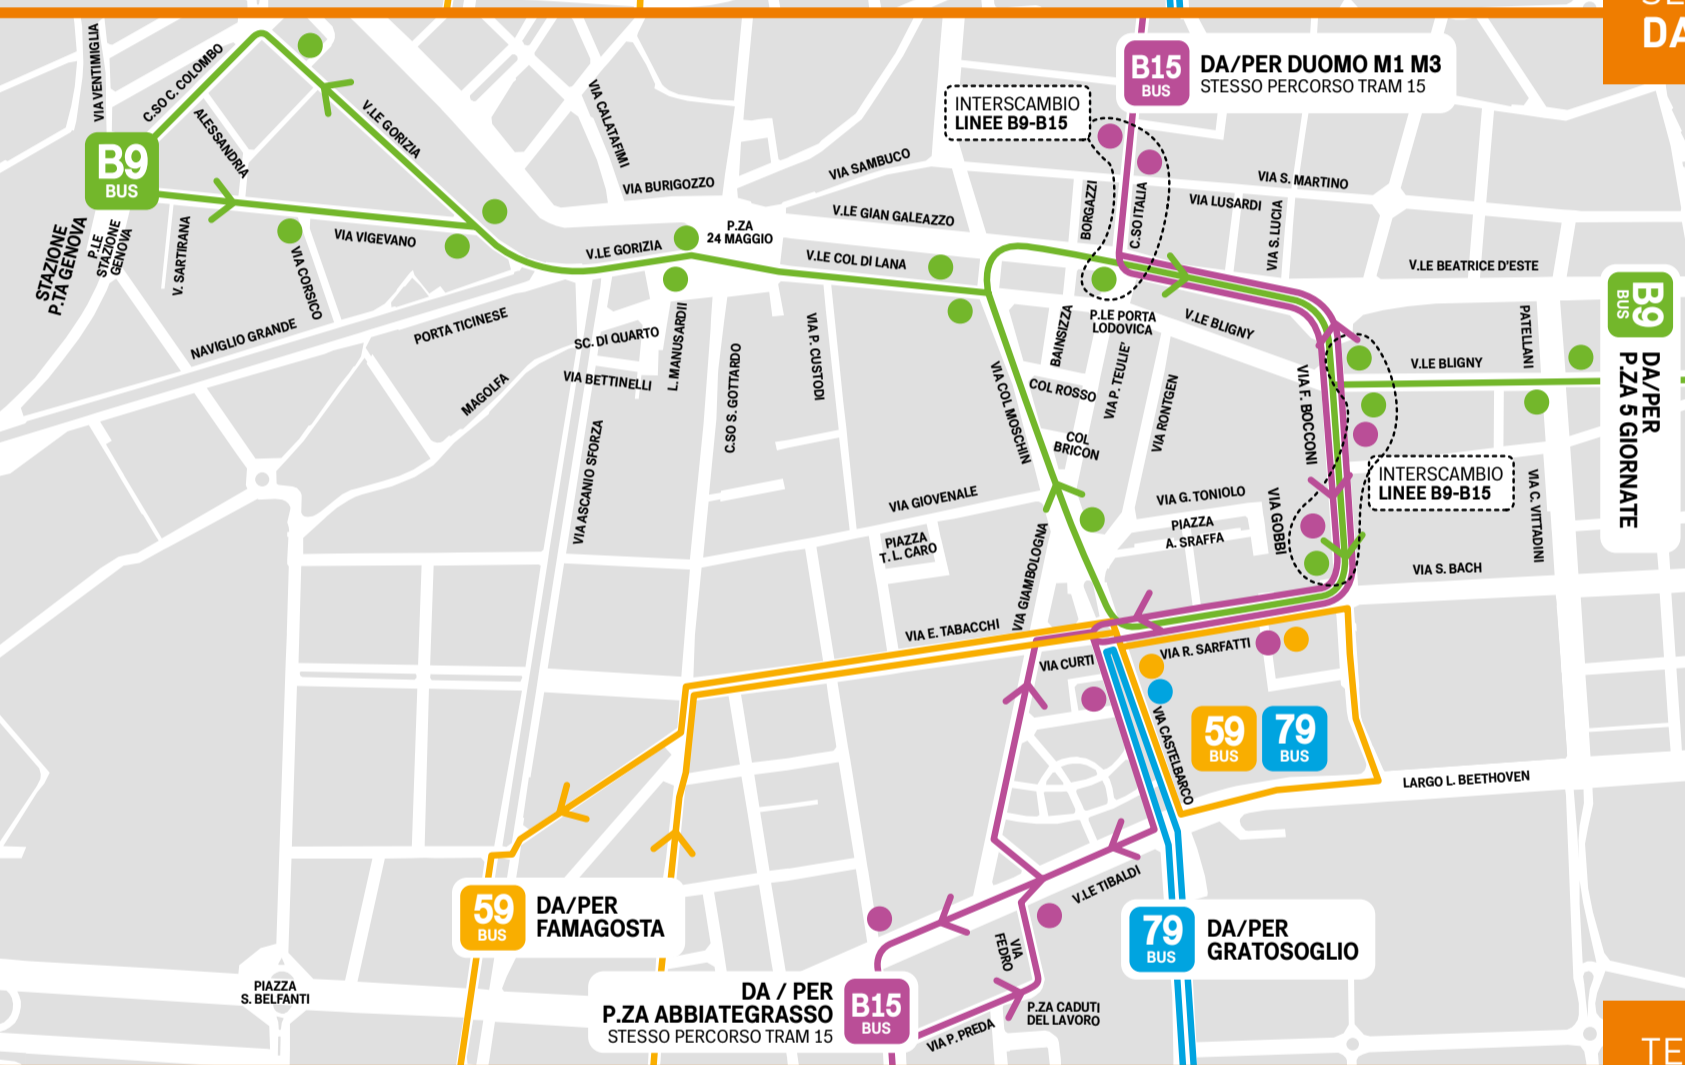 DA
B15
BUS
DA/PER DUOMO M1 M3
STESSO PERCORSO TRAM 15
INTERSCAMBIO
LINEE B9-B15
VIA VENTIMIGLIA
C.SO C. COLOMBO
ALESSANDRIA
V.LE GORIZIA
VIA CALATAFIMI
VIA BURIGOZZO
VIA SAMBUCO
VIA S. MARTINO
VIA LUSARDI
VIA S.LUCIA
BORGAZZI
C.SO ITALIA
B9
BUS
STAZIONE
P.TA GENOVA
P.LE
STAZIONE
GENOVA
V. SARTIRANA
VIA VIGEVANO
VIA CORSICO
V.LE GORIZIA
P.ZA
24 MAGGIO
V.LE GIAN GALEAZZO
V.LE COL DI LANA
V.LE BEATRICE D'ESTE
NAVIGLIO GRANDE
PORTA TICINESE
SC. DI QUARTO
VIA BETTINELLI
L. MANUSARDII
MAGOLFA
C.SO S. GOTTARDO
VIA P. CUSTODI
VIA ASCANIO SFORZA
VIA COL MOSCHIN
BAINSIZZA
P.LE PORTA
LODOVICA
V.LE BLIGNY
COL ROSSO
VIA P. TEULIE'
VIA RONTGEN
COL
BRICON
VIA F. BOCCONI
V.LE BLIGNY
PATELLANI
B9
BUS
DA/PER
P.ZA 5 GIORNATE
INTERSCAMBIO
LINEE B9-B15
VIA C. VITTADINI
VIA GIOVENALE
VIA G. TONIOLO
PIAZZA
A. SRAFFA
VIA GOBBI
PIAZZA
T. L. CARO
VIA GIAMBOLOGNA
VIA S. BACH
VIA E. TABACCHI
VIA CURTI
VIA R. SARFATTI
VIA CASTELBARCO
59
BUS
79
BUS
LARGO L. BEETHOVEN
V.LE TIBALDI
59
BUS
DA/PER
FAMAGOSTA
79
BUS
DA/PER
GRATOSOGLIO
VIA
FEDRO
PIAZZA
S. BELFANTI
DA / PER
P.ZA ABBIATEGRASSO
STESSO PERCORSO TRAM 15
B15
BUS
VIA P. PREDA
P.ZA CADUTI
DEL LAVORO
TE